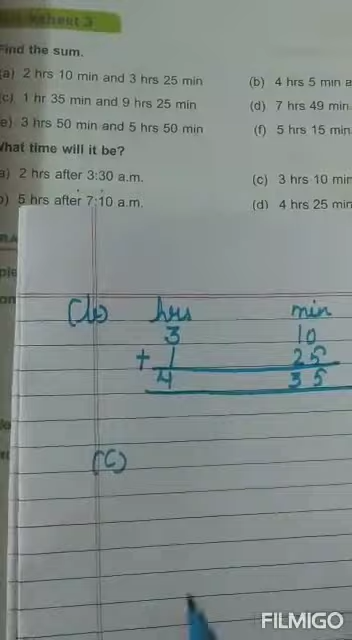 sheet 3
Find the sum.
(a) 2 hrs 10 min and 3 hrs 25 min (b) 4 hrs 5 min a
(c) 1 hr 35 min and 9 hrs 25 min (d) 7 hrs 49 min
(e) 3 hrs 50 min and 5 hrs 50 min (f) 5 hrs 15 min
What time will it be?
a) 2 hrs after 3:30 a.m. (c) 3 hrs 10 min
b) 5 hrs after 7:10 a.m. (d) 4 hrs 25 min
(b) hrs min
3 10
+ 1 25
4 35
(C)
FILMIGO